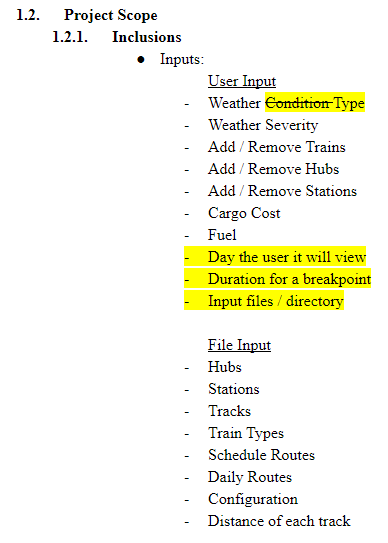 1.2. Project Scope
1.2.1. Inclusions
● Inputs:
User Input
- Weather Condition Type
- Weather Severity
- Add / Remove Trains
- Add / Remove Hubs
- Add / Remove Stations
- Cargo Cost
- Fuel
- Day the user it will view
- Duration for a breakpoint
- Input files / directory
File Input
- Hubs
- Stations
- Tracks
- Train Types
- Schedule Routes
- Daily Routes
- Configuration
- Distance of each track